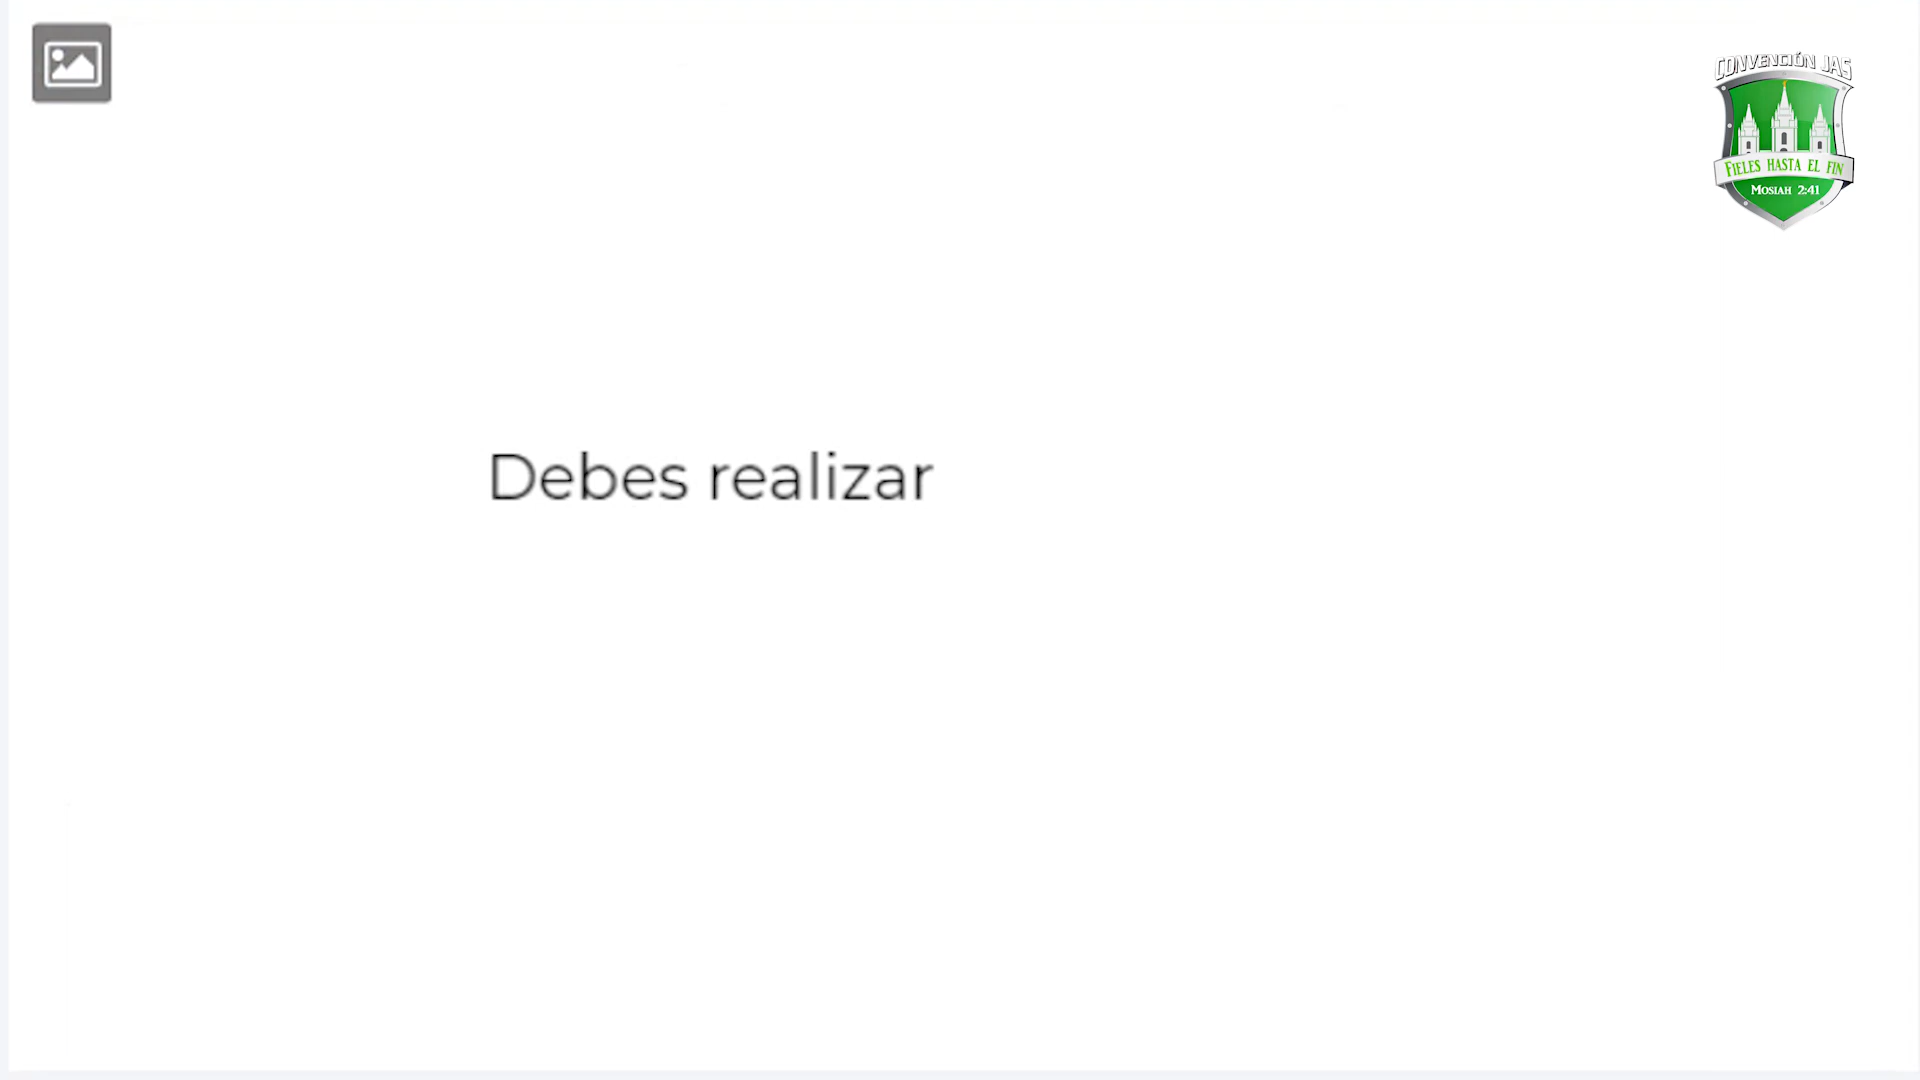 CONVENCIÓN JAS
FIELES HASTA EL FIN
MOSIAH 2:41
Debes realizar